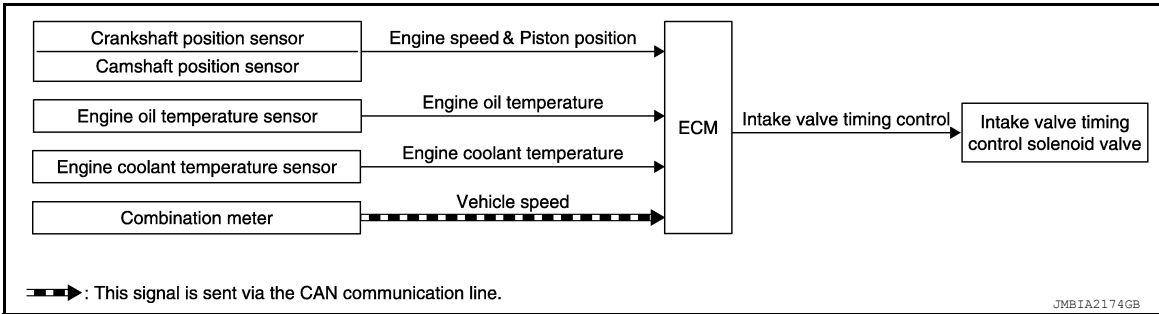 Crankshaft position sensor
Camshaft position sensor
Engine speed & Piston position
Engine oil temperature sensor
Engine oil temperature
Engine coolant temperature sensor
Engine coolant temperature
Combination meter
Vehicle speed
ECM
Intake valve timing control
Intake valve timing
control solenoid valve
: This signal is sent via the CAN communication line.
JMBIA2174GB